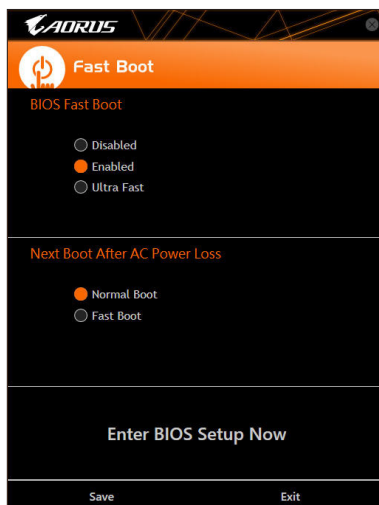 AORUS
Fast Boot
BIOS Fast Boot
Disabled
Enabled
Ultra Fast
Next Boot After AC Power Loss
Normal Boot
Fast Boot
Enter BIOS Setup Now
Save Exit